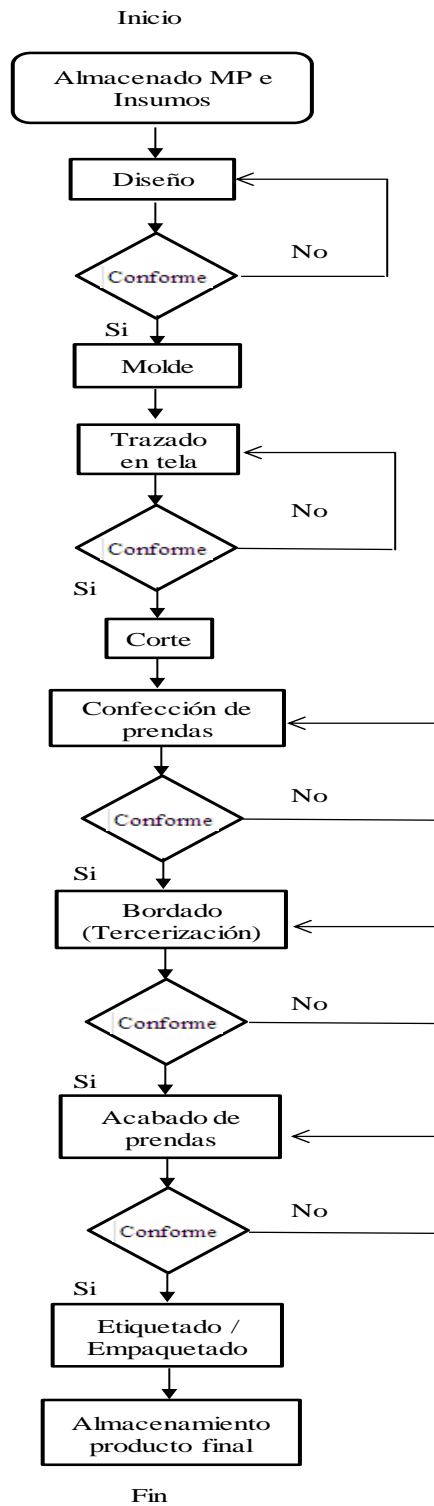 Inicio
Almacenado MP e
Insumos
Diseño
No
Conforme
Si
Molde
Trazado
en tela
No
Conforme
Si
Corte
Confección de
prendas
No
Conforme
Si
Bordado
(Tercerización)
No
Conforme
Si
Acabado de
prendas
No
Conforme
Si
Etiquetado /
Empaquetado
Almacenamiento
producto final
Fin